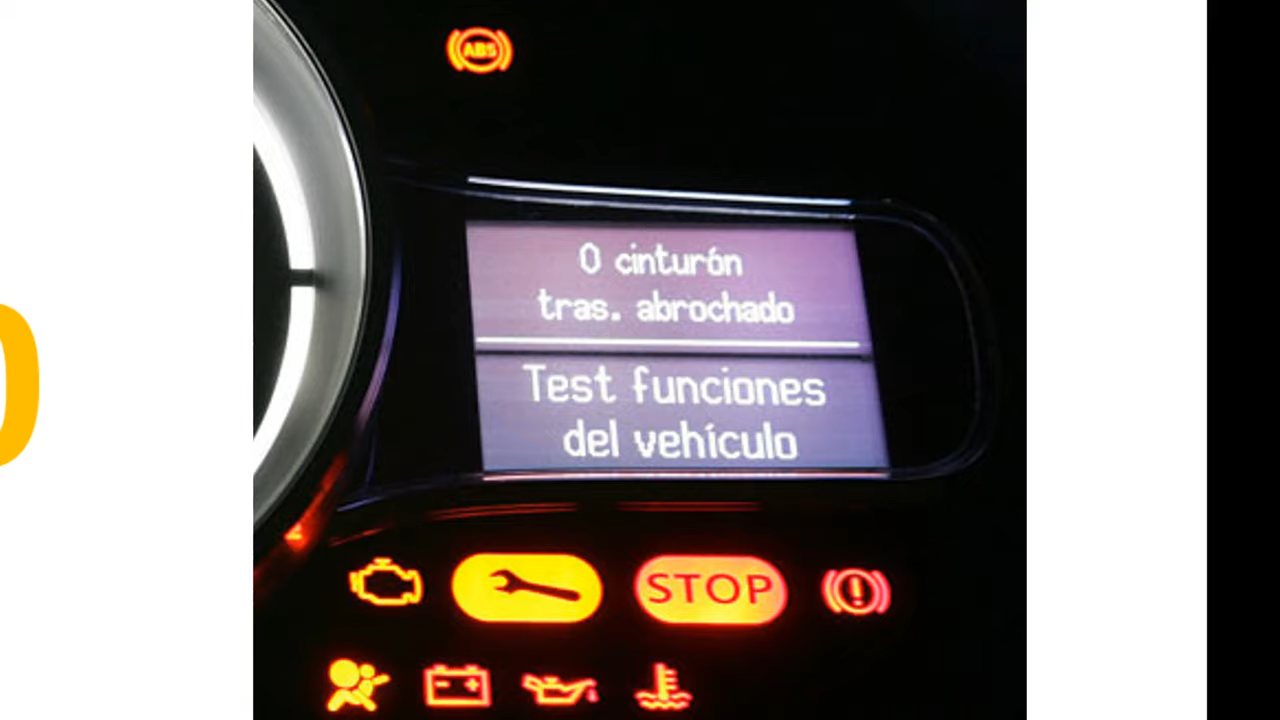 ABS
0 cinturón
tras. abrochado
Test funciones
del vehículo
STOP